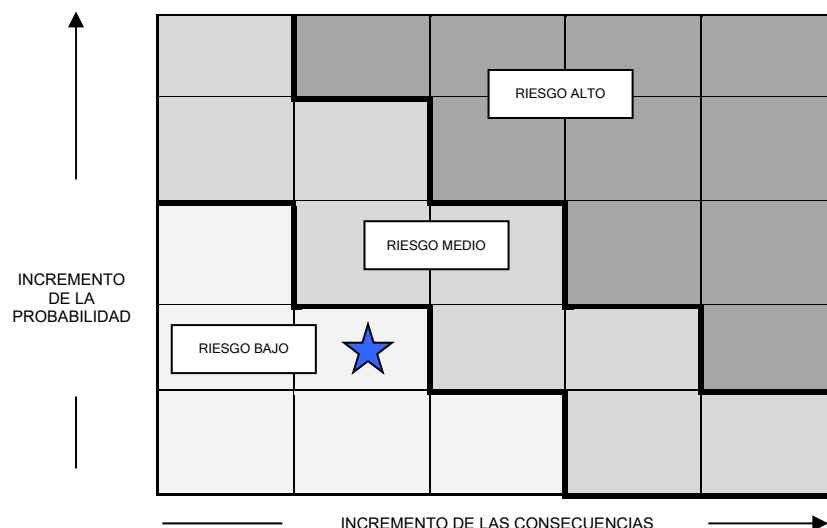 RIESGO ALTO
RIESGO MEDIO
INCREMENTO
DE LA
PROBABILIDAD
RIESGO BAJO
INCREMENTO DE LAS CONSECUENCIAS